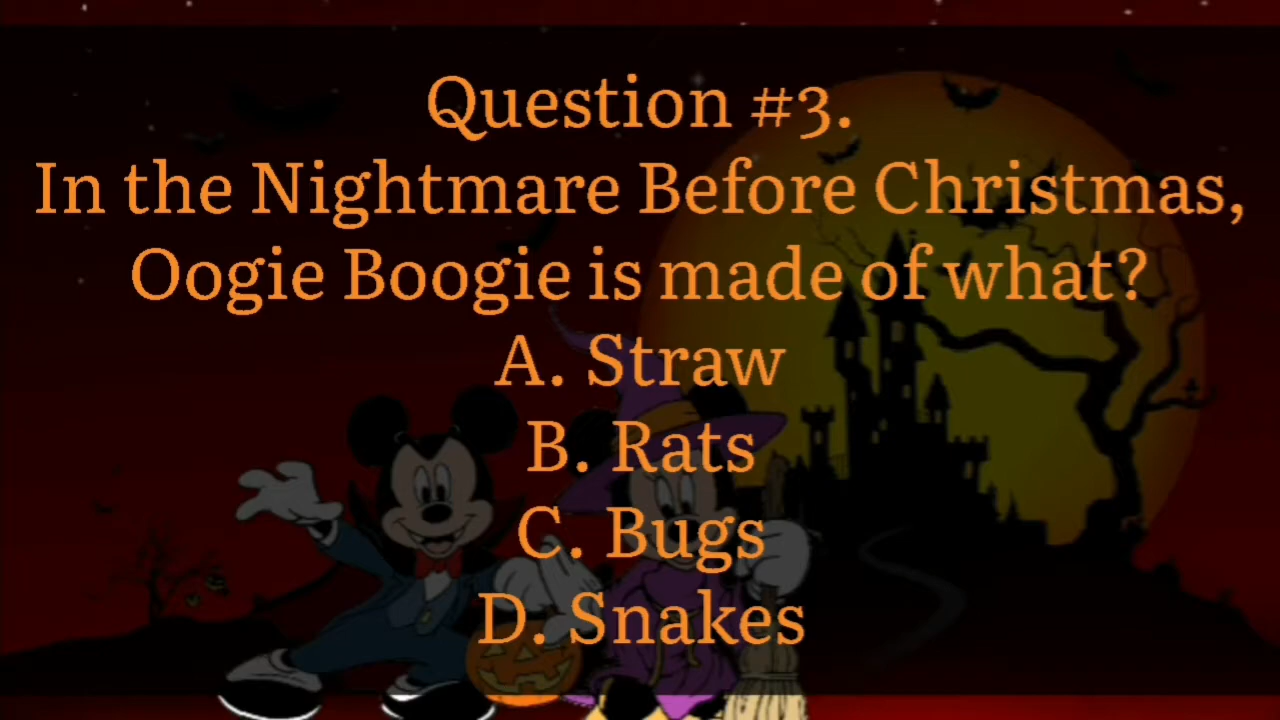 Question #3.
In the Nightmare Before Christmas,
Oogie Boogie is made of what?
A. Straw
B. Rats
C. Bugs
D. Snakes